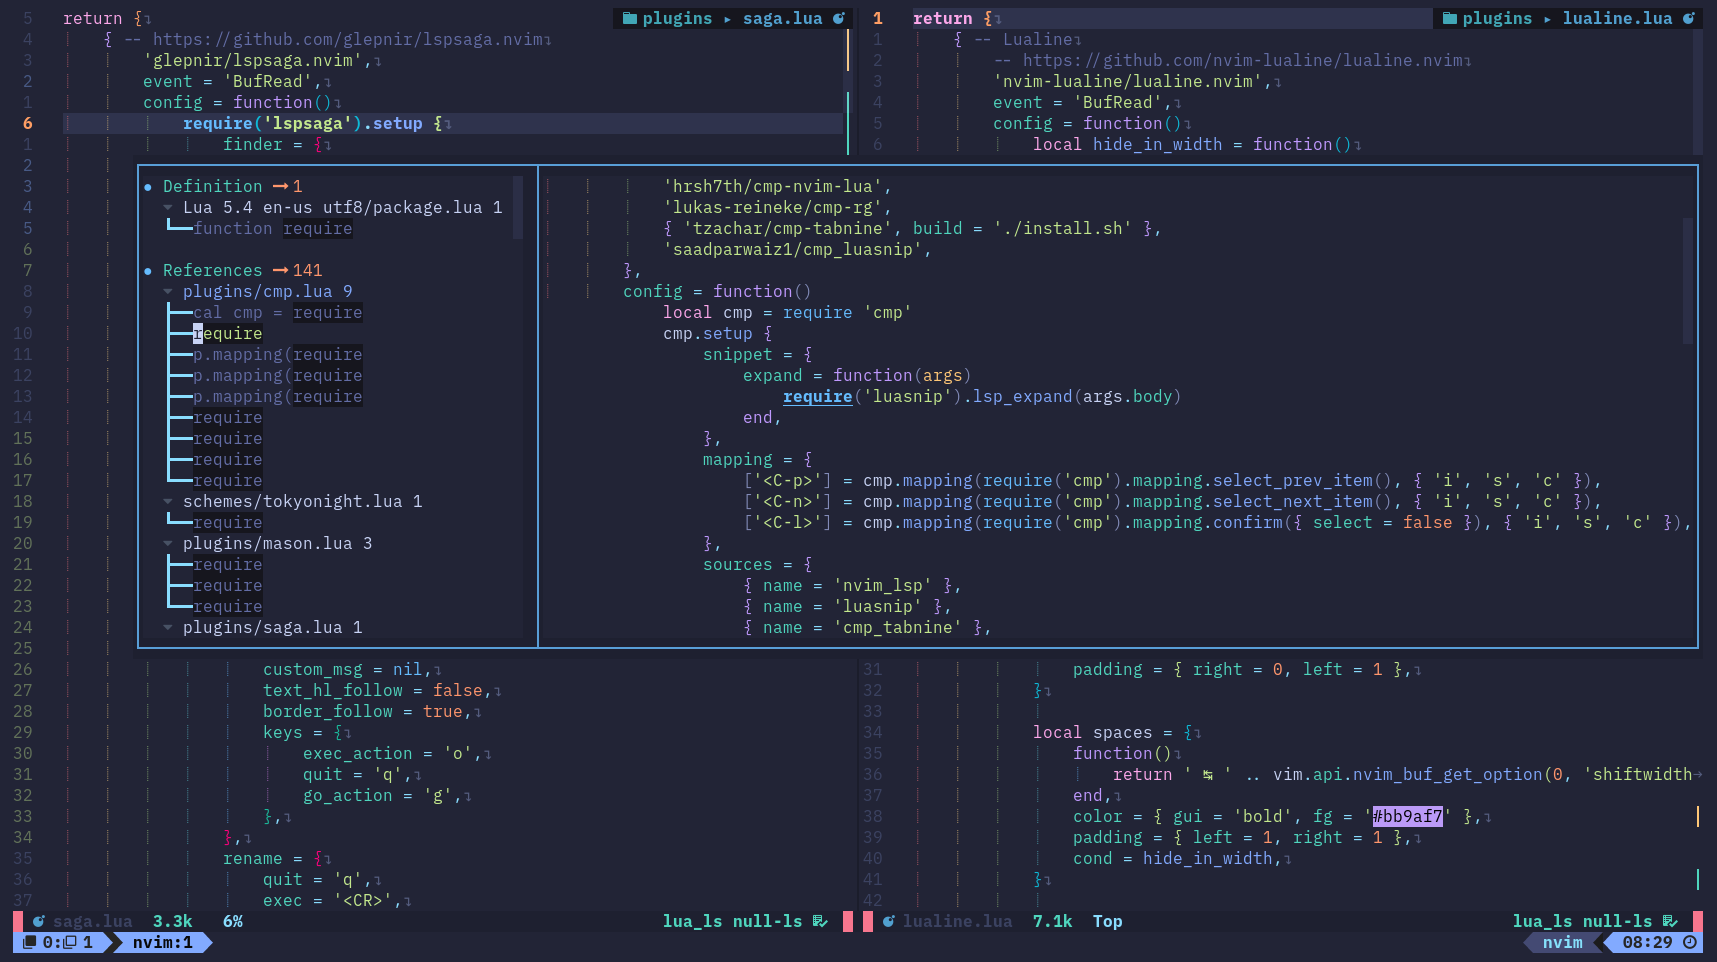 5 return {
4 { -- https://github.com/glepnir/lspsaga.nvim
3 'glepnir/lspsaga.nvim',
2 event = 'BufRead',
1 config = function()
6 require('lspsaga').setup {
1 finder = {
plugins ▸ saga.lua
1 return {
1 { -- Lualine
2 -- https://github.com/nvim-lualine/lualine.nvim
3 'nvim-lualine/lualine.nvim',
4 event = 'BufRead',
5 config = function()
6 local hide_in_width = function()
plugins ▸ lualine.lua
2
3
4
5
6
7
8
9
10
11
12
13
14
15
16
17
18
19
20
21
22
23
24
25
● Definition → 1
Lua 5.4 en-us utf8/package.lua 1
function require
● References → 141
plugins/cmp.lua 9
cal cmp = require
require
p.mapping(require
p.mapping(require
p.mapping(require
require
require
require
require
schemes/tokyonight.lua 1
require
plugins/mason.lua 3
require
require
require
plugins/saga.lua 1
'hrsh7th/cmp-nvim-lua',
'lukas-reineke/cmp-rg',
{ 'tzachar/cmp-tabnine', build = './install.sh' },
'saadparwaiz1/cmp_luasnip',
},
config = function()
local cmp = require 'cmp'
cmp.setup {
snippet = {
expand = function(args)
require('luasnip').lsp_expand(args.body)
end,
},
mapping = {
['<C-p>'] = cmp.mapping(require('cmp').mapping.select_prev_item(), { 'i', 's', 'c' }),
['<C-n>'] = cmp.mapping(require('cmp').mapping.select_next_item(), { 'i', 's', 'c' }),
['<C-l>'] = cmp.mapping(require('cmp').mapping.confirm({ select = false }), { 'i', 's', 'c' }),
},
sources = {
{ name = 'nvim_lsp' },
{ name = 'luasnip' },
{ name = 'cmp_tabnine' },
26 custom_msg = nil,
27 text_hl_follow = false,
28 border_follow = true,
29 keys = {
30 exec_action = 'o',
31 quit = 'q',
32 go_action = 'g',
33 },
34 },
35 rename = {
36 quit = 'q',
37 exec = '<CR>',
31 padding = { right = 0, left = 1 },
32 }
33
34 local spaces = {
35 function()
36 return ' ↹ ' .. vim.api.nvim_buf_get_option(0, 'shiftwidth
37 end,
38 color = { gui = 'bold', fg = '#bb9af7' },
39 padding = { left = 1, right = 1 },
40 cond = hide_in_width,
41 }
42
saga.lua 3.3k 6% lua_ls null-ls
lualine.lua 7.1k Top lua_ls null-ls
0: 1 nvim:1 nvim 08:29